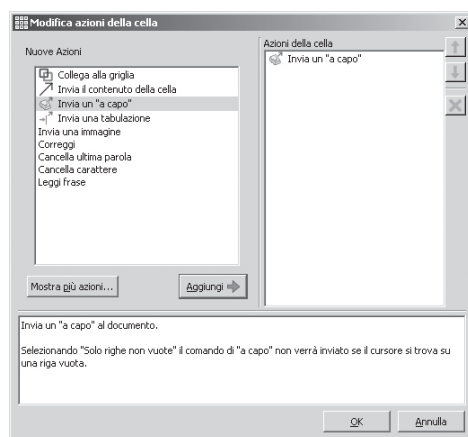 Modifica azioni della cella
Nuove Azioni
Collega alla griglia
Invia il contenuto della cella
Invia un "a capo"
Invia una tabulazione
Invia una immagine
Correggi
Cancella ultima parola
Cancella carattere
Leggi frase
Mostra più azioni...
Aggiungi
Azioni della cella
Invia un "a capo"
Invia un "a capo" al documento.
Selezionando "Solo righe non vuote" il comando di "a capo" non verrà inviato se il cursore si trova su
una riga vuota.
OK
Annulla